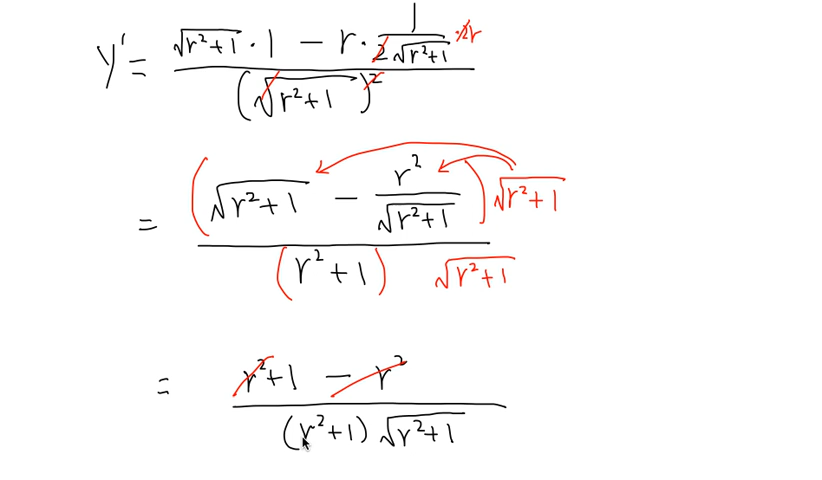 y' = (√(r²+1) · 1 − r · 1/(2√(r²+1)) · 2r) / (√(r²+1))²
= (√(r²+1) − r²/√(r²+1)) √(r²+1) / (r²+1) √(r²+1)
= (r²+1 − r²) / ((r²+1) √(r²+1))